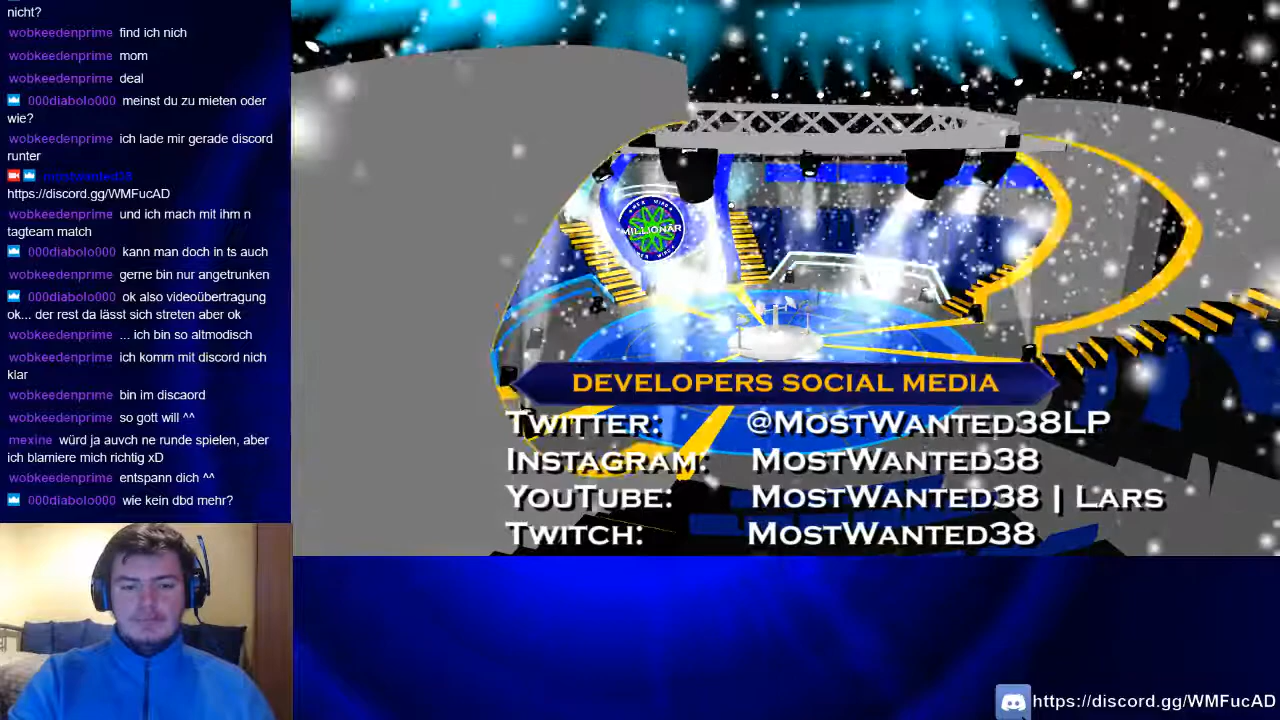 nicht?
wobkeedenprime find ich nich
wobkeedenprime mom
wobkeedenprime deal
000diabolo000 meinst du zu mieten oder
wie?
wobkeedenprime ich lade mir gerade discord
runter
mostwanted38
https://discord.gg/WMFucAD
wobkeedenprime und ich mach mit ihm n
tagteam match
000diabolo000 kann man doch in ts auch
wobkeedenprime gerne bin nur angetrunken
000diabolo000 ok also videoübertragung
ok... der rest da lässt sich streten aber ok
wobkeedenprime ... ich bin so altmodisch
wobkeedenprime ich komm mit discord nich
klar
wobkeedenprime bin im discaord
wobkeedenprime so gott will ^^
mexine würd ja auvch ne runde spielen, aber
ich blamiere mich richtig xD
wobkeedenprime entspann dich ^^
000diabolo000 wie kein dbd mehr?
WER WIRD
MILLIONÄR
WER WIRD
DEVELOPERS SOCIAL MEDIA
TWITTER: @MOSTWANTED38LP
INSTAGRAM: MOSTWANTED38
YOUTUBE: MOSTWANTED38 | LARS
TWITCH: MOSTWANTED38
https://discord.gg/WMFucAD